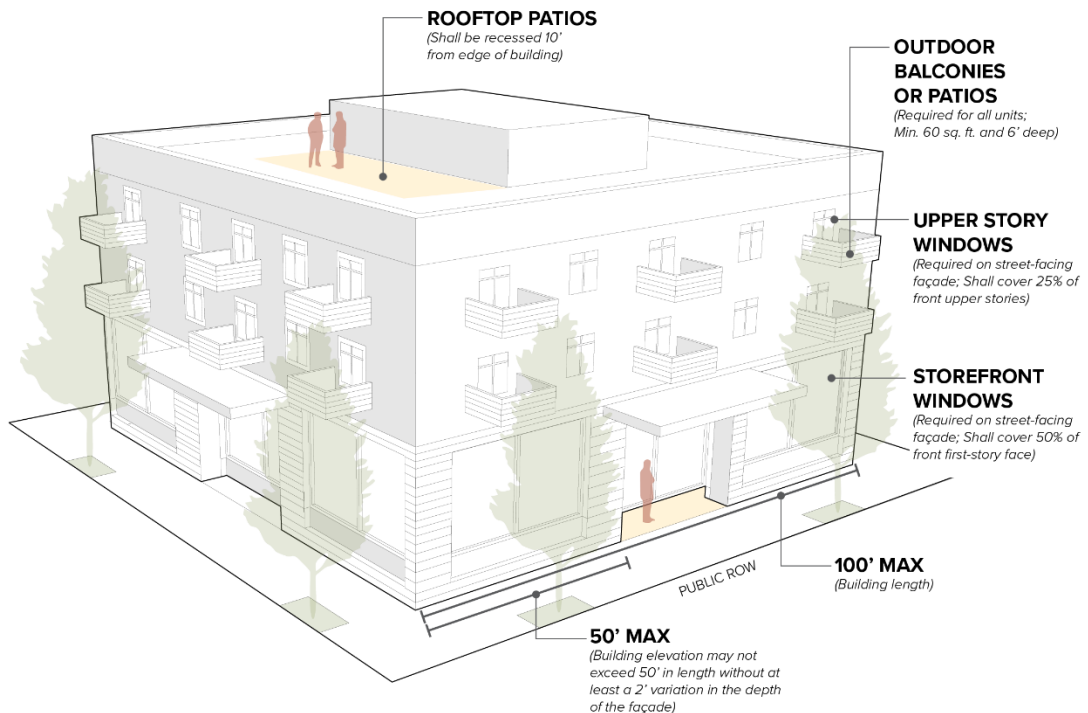 ROOFTOP PATIOS
(Shall be recessed 10’
from edge of building)
OUTDOOR
BALCONIES
OR PATIOS
(Required for all units;
Min. 60 sq. ft. and 6’ deep)
UPPER STORY
WINDOWS
(Required on street-facing
façade; Shall cover 25% of
front upper stories)
STOREFRONT
WINDOWS
(Required on street-facing
façade; Shall cover 50% of
front first-story face)
100’ MAX
(Building length)
PUBLIC ROW
50’ MAX
(Building elevation may not
exceed 50’ in length without at
least a 2’ variation in the depth
of the façade)